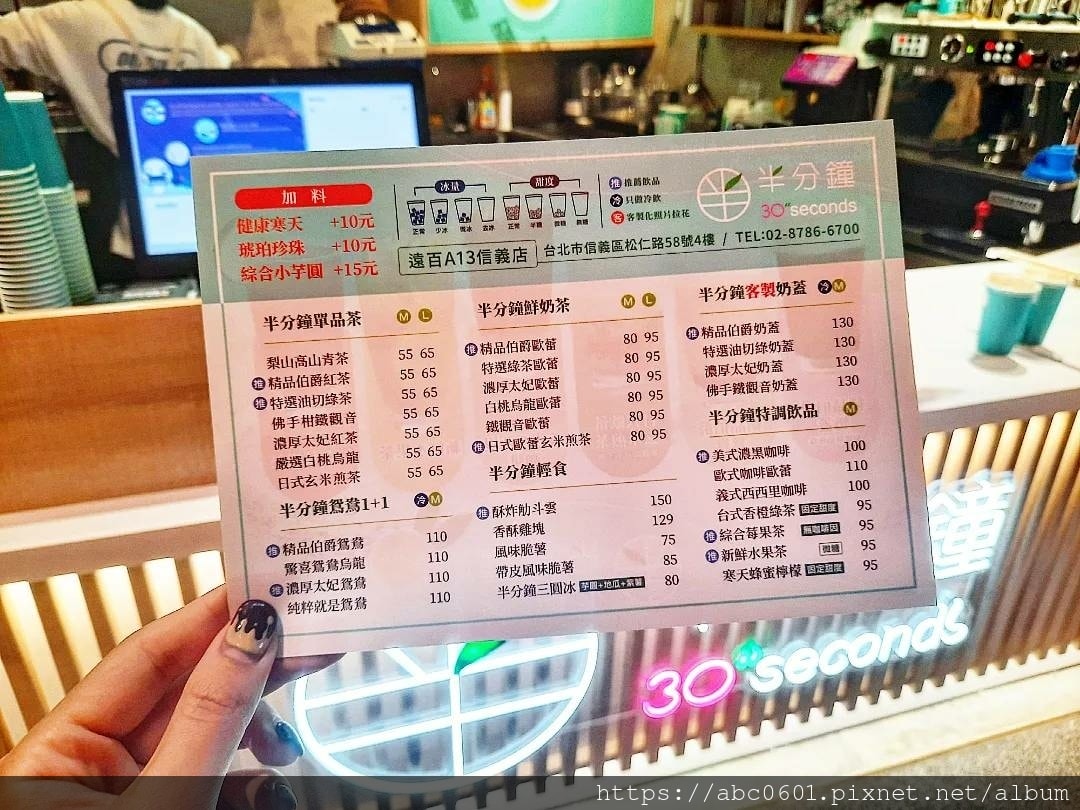 加料
健康寒天 +10元
琥珀珍珠 +10元
綜合小芋圓 +15元
冰量
正常 少冰 微冰 去冰
甜度
正常 半糖 微糖 無糖
推 推薦飲品
冷 只做冷飲
客 客製化照片拉花
半分鐘
30"seconds
遠百A13信義店 台北市信義區松仁路58號4樓 / TEL:02-8786-6700
半分鐘單品茶 M L
梨山高山青茶 55 65
推 精品伯爵紅茶 55 65
推 特選油切綠茶 55 65
佛手柑鐵觀音 55 65
濃厚太妃紅茶 55 65
嚴選白桃烏龍 55 65
日式玄米煎茶 55 65
半分鐘鴛鴦1+1 冷 M
推 精品伯爵鴛鴦 110
驚喜鴛鴦烏龍 110
推 濃厚太妃鴛鴦 110
純粹就是鴛鴦 110
半分鐘鮮奶茶 M L
推 精品伯爵歐蕾 80 95
特選綠茶歐蕾 80 95
濃厚太妃歐蕾 80 95
白桃烏龍歐蕾 80 95
鐵觀音歐蕾 80 95
推 日式歐蕾玄米煎茶 80 95
半分鐘輕食
推 酥炸觔斗雲 150
香酥雞塊 129
風味脆薯 75
帶皮風味脆薯 85
半分鐘三圓冰 芋圓+地瓜+紫薯 80
半分鐘客製奶蓋 冷 M
推 精品伯爵奶蓋 130
特選油切綠奶蓋 130
濃厚太妃奶蓋 130
佛手鐵觀音奶蓋 130
半分鐘特調飲品 M
推 美式濃黑咖啡 100
歐式咖啡歐蕾 110
義式西西里咖啡 100
台式香橙綠茶 固定甜度 95
推 綜合莓果茶 無咖啡因 95
推 新鮮水果茶 微糖 95
寒天蜂蜜檸檬 固定甜度 95
鐘
30"seconds
https://abc0601.pixnet.net/album